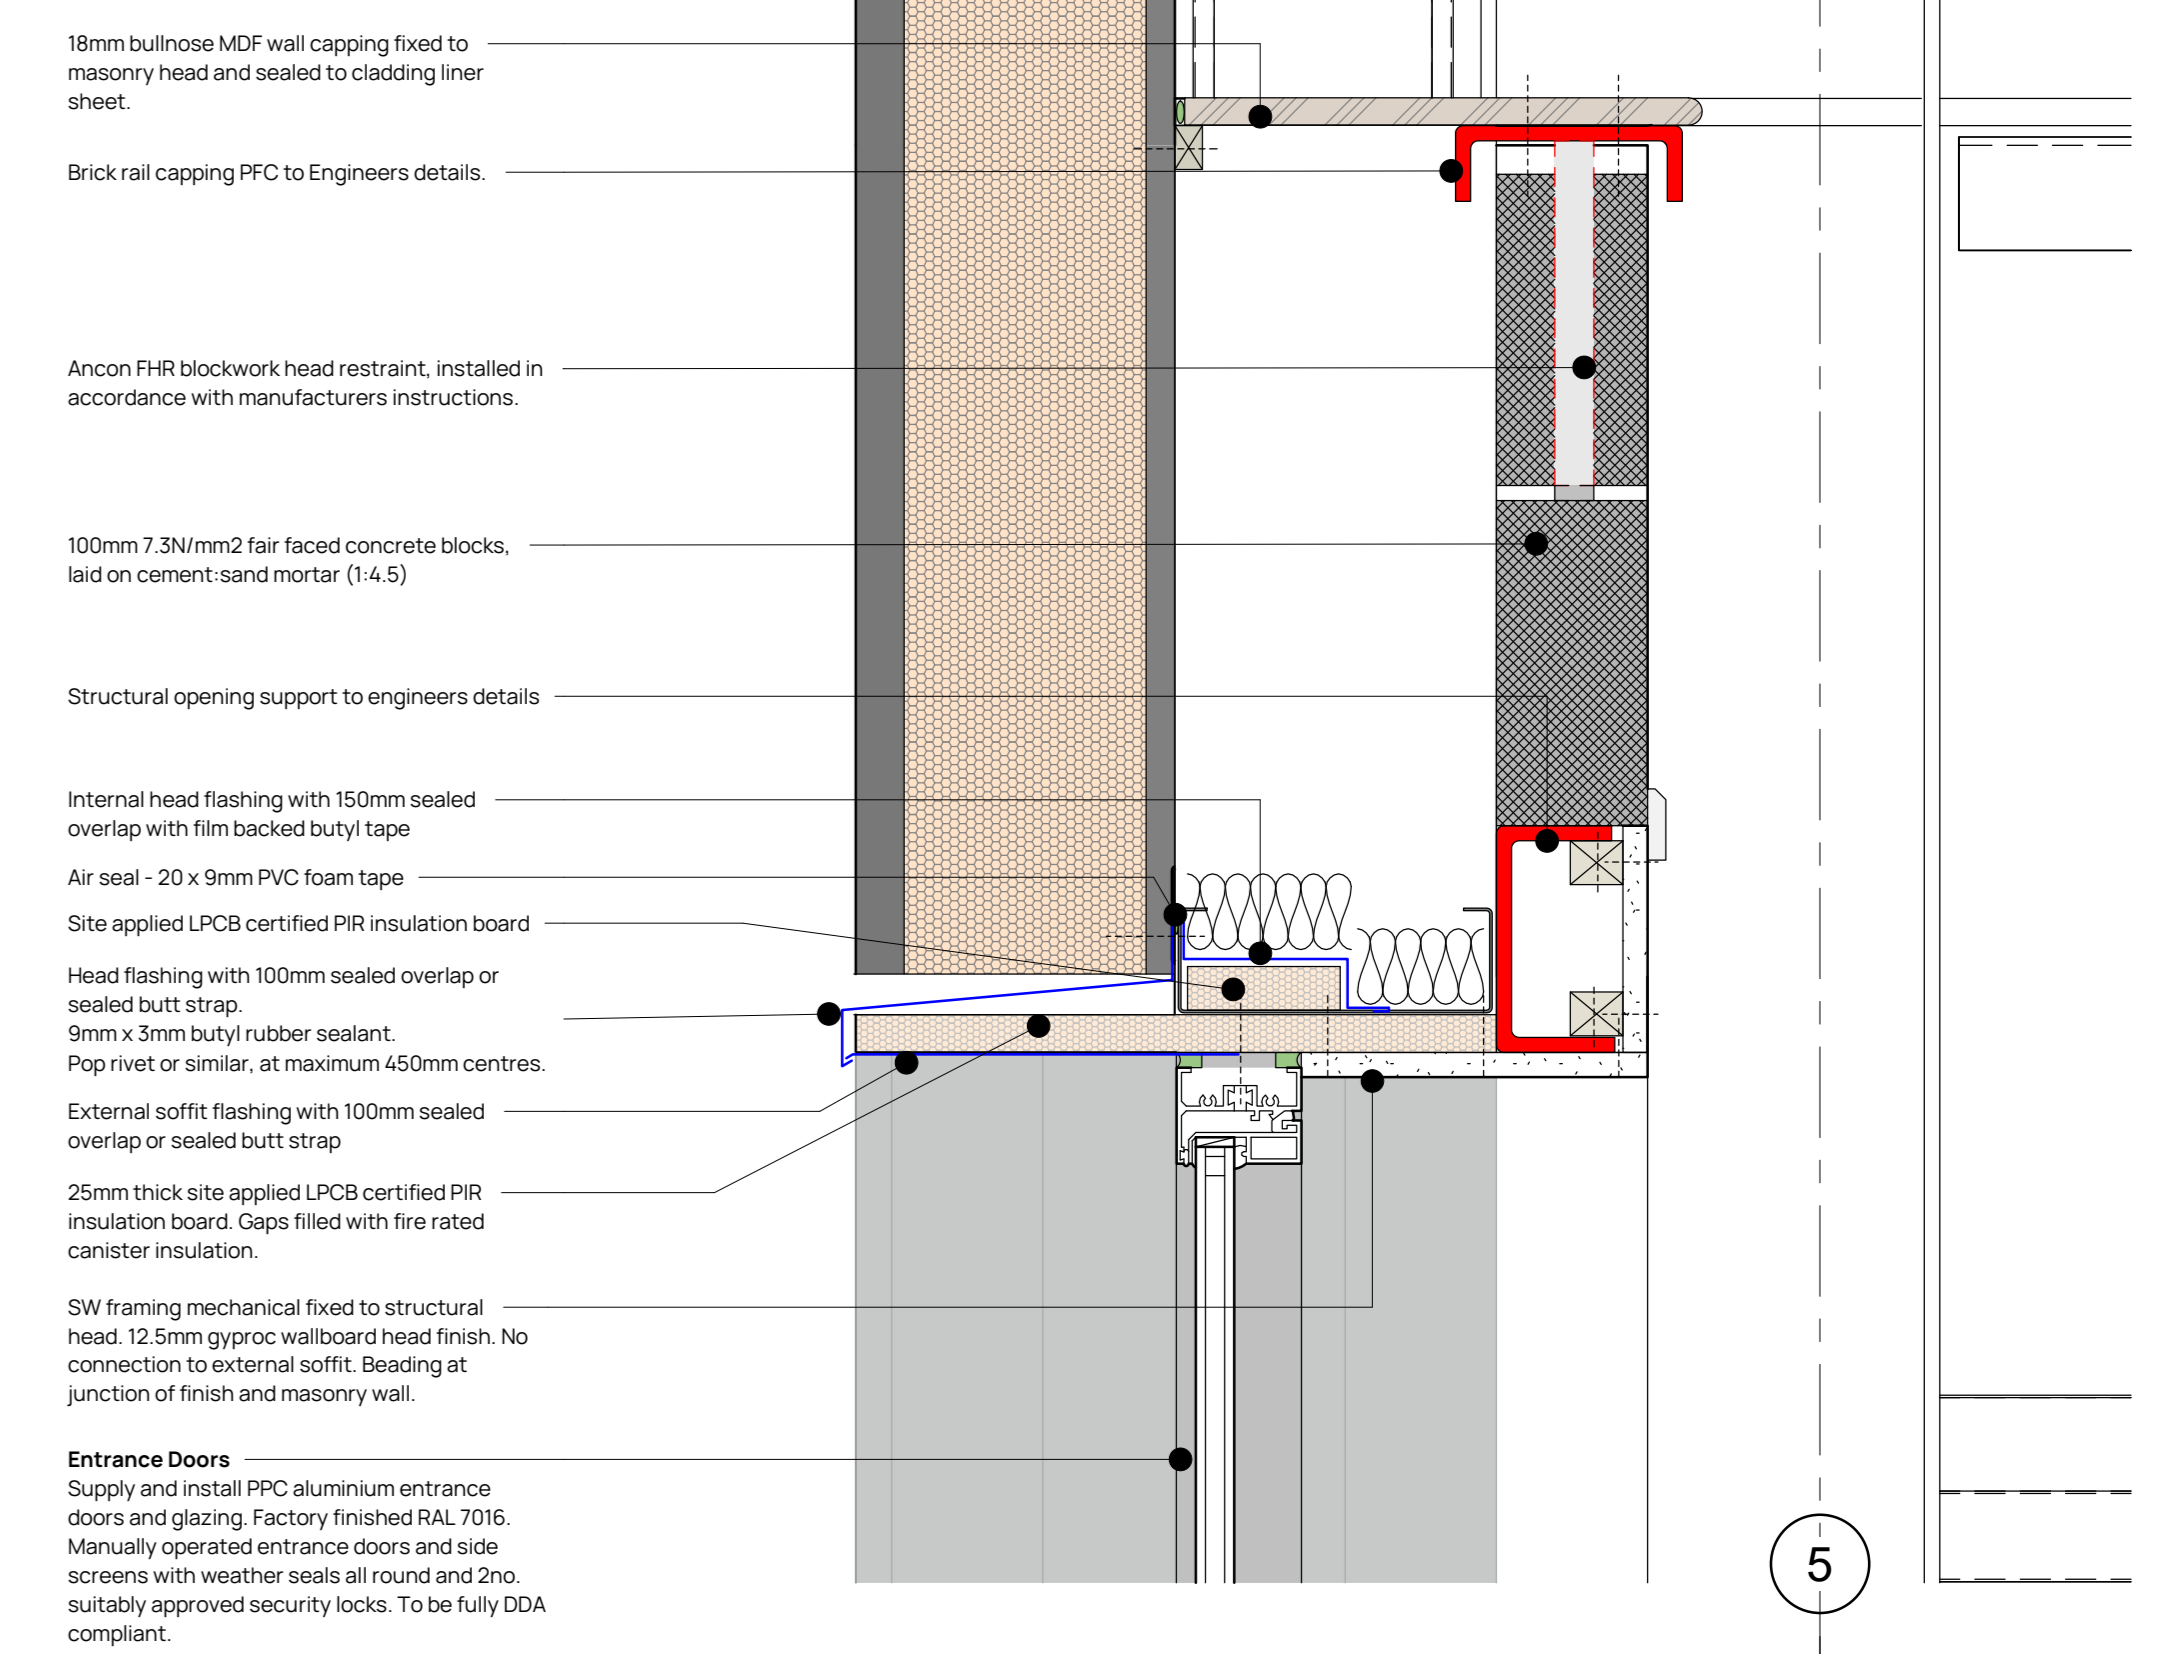 18mm bullnose MDF wall capping fixed to
masonry head and sealed to cladding liner
sheet.
Brick rail capping PFC to Engineers details.
Ancon FHR blockwork head restraint, installed in
accordance with manufacturers instructions.
100mm 7.3N/mm2 fair faced concrete blocks,
laid on cement:sand mortar (1:4.5)
Structural opening support to engineers details
Internal head flashing with 150mm sealed
overlap with film backed butyl tape
Air seal - 20 x 9mm PVC foam tape
Site applied LPCB certified PIR insulation board
Head flashing with 100mm sealed overlap or
sealed butt strap.
9mm x 3mm butyl rubber sealant.
Pop rivet or similar, at maximum 450mm centres.
External soffit flashing with 100mm sealed
overlap or sealed butt strap
25mm thick site applied LPCB certified PIR
insulation board. Gaps filled with fire rated
canister insulation.
SW framing mechanical fixed to structural
head. 12.5mm gyproc wallboard head finish. No
connection to external soffit. Beading at
junction of finish and masonry wall.
Entrance Doors
Supply and install PPC aluminium entrance
doors and glazing. Factory finished RAL 7016.
Manually operated entrance doors and side
screens with weather seals all round and 2no.
suitably approved security locks. To be fully DDA
compliant.
5